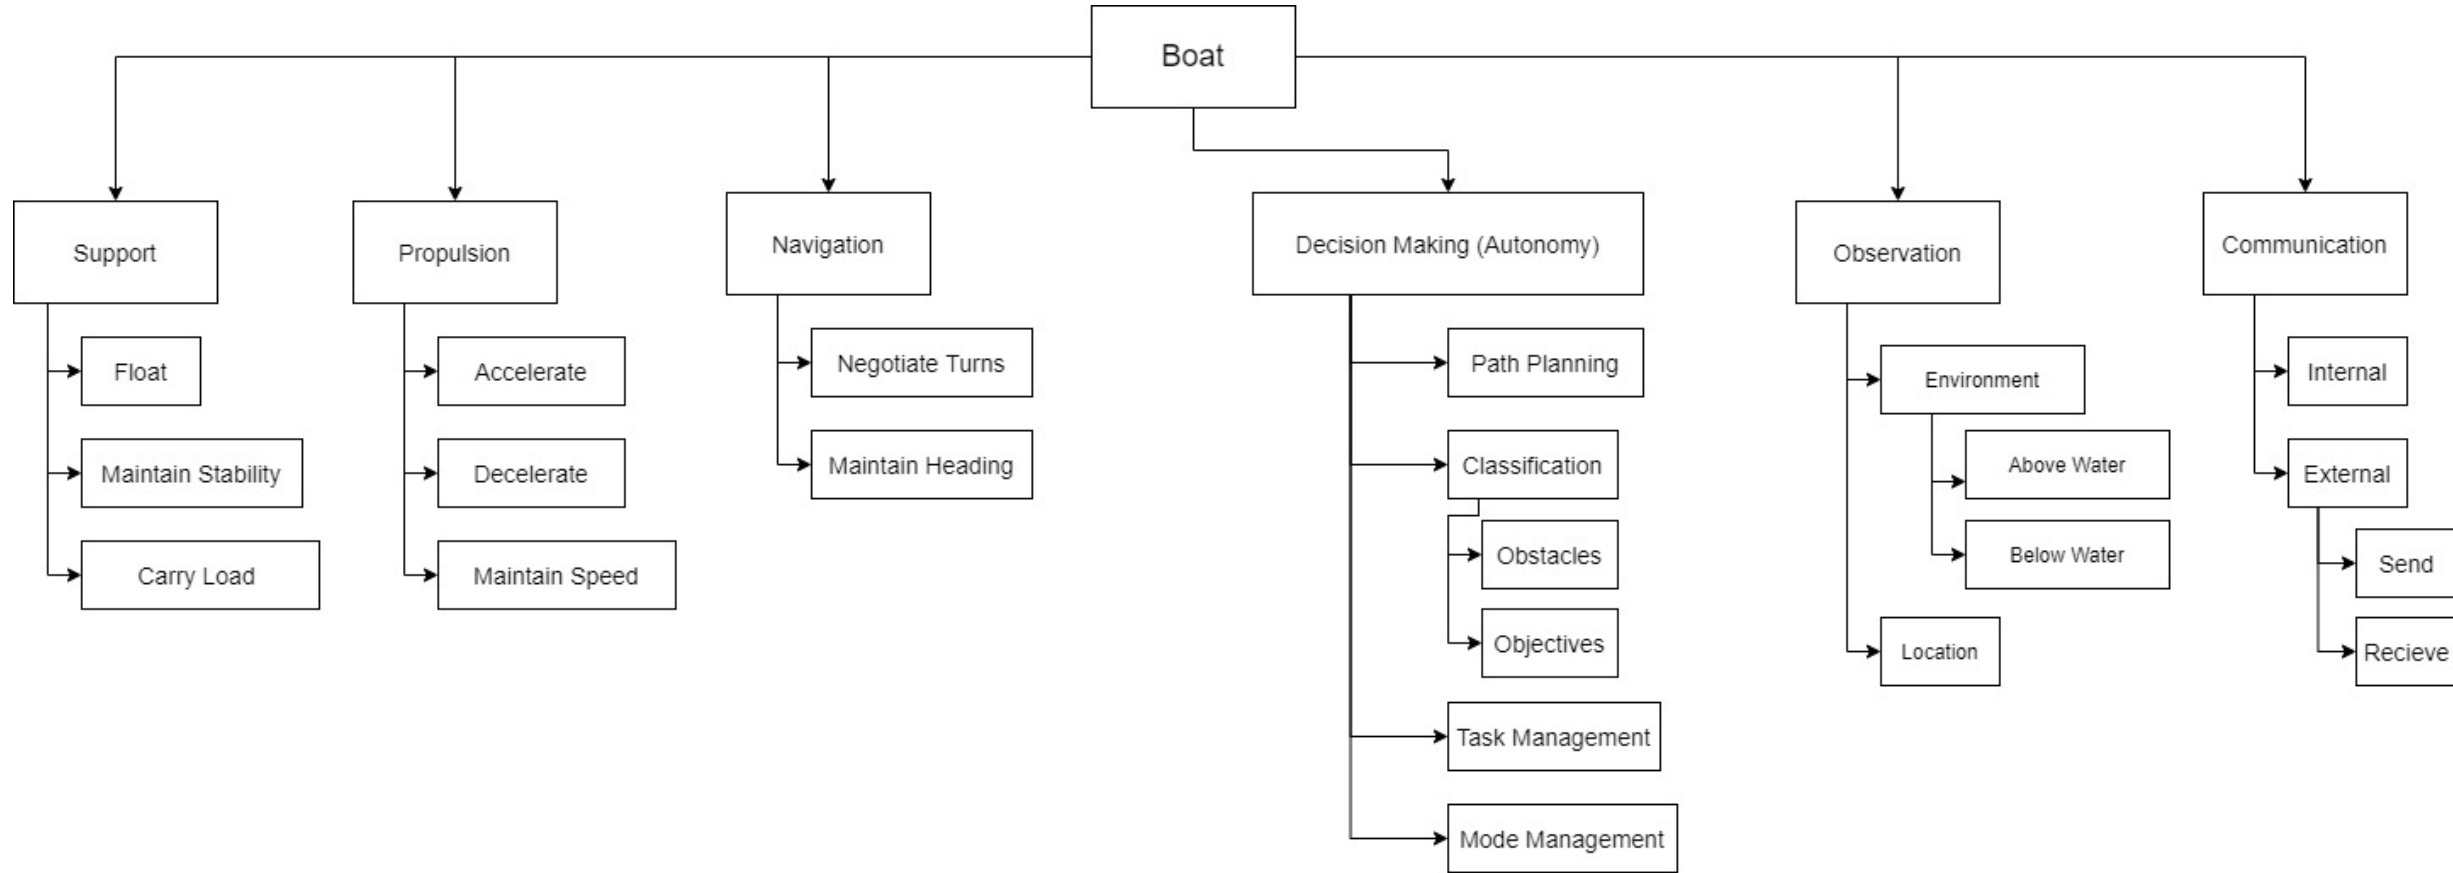 Boat
Support
Float
Maintain Stability
Carry Load
Propulsion
Accelerate
Decelerate
Maintain Speed
Navigation
Negotiate Turns
Maintain Heading
Decision Making (Autonomy)
Path Planning
Classification
Obstacles
Objectives
Task Management
Mode Management
Observation
Environment
Above Water
Below Water
Location
Communication
Internal
External
Send
Recieve